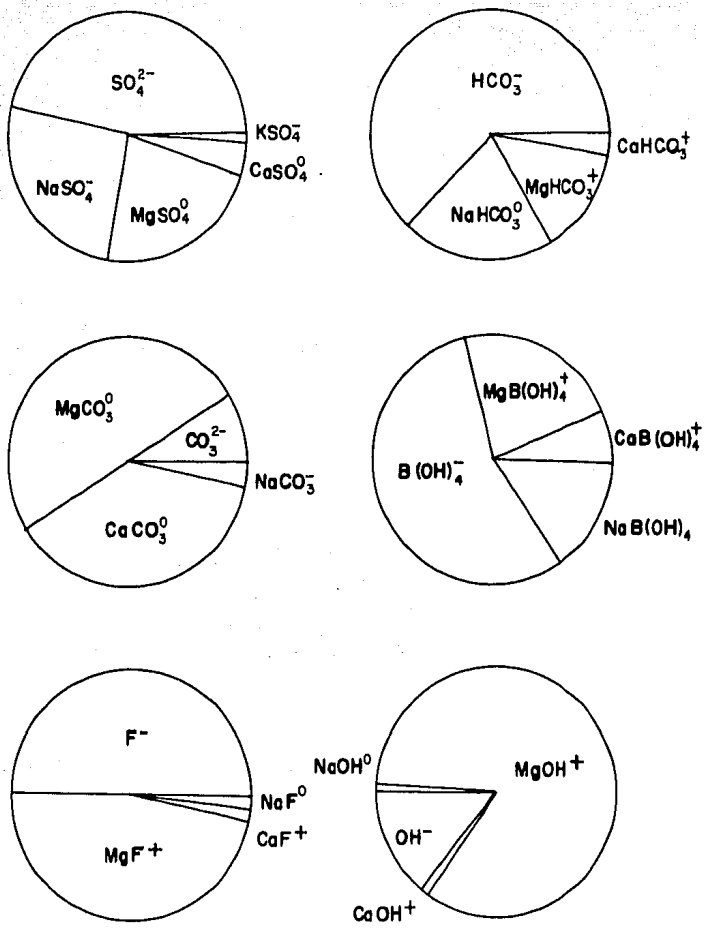 SO₄²⁻
KSO₄⁻
CaSO₄⁰
NaSO₄⁻
MgSO₄⁰
HCO₃⁻
CaHCO₃⁺
MgHCO₃⁺
NaHCO₃⁰
MgCO₃⁰
CO₃²⁻
NaCO₃⁻
CaCO₃⁰
MgB(OH)₄⁺
CaB(OH)₄⁺
B(OH)₄⁻
NaB(OH)₄
F⁻
NaF⁰
CaF⁺
MgF⁺
NaOH⁰
MgOH⁺
OH⁻
CaOH⁺